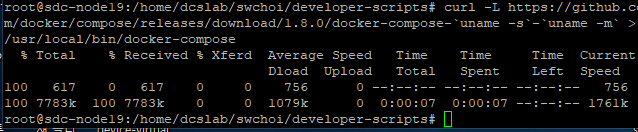 root@sdc-node19:/home/dcslab/swchoi/developer-scripts# curl -L https://github.co
m/docker/compose/releases/download/1.8.0/docker-compose-`uname -s`-`uname -m` >
/usr/local/bin/docker-compose
  % Total    % Received % Xferd  Average Speed   Time    Time     Time  Current
                                 Dload  Upload   Total   Spent    Left  Speed
100   617    0   617    0     0    756      0 --:--:-- --:--:-- --:--:--   756
100 7783k  100 7783k    0     0  1079k      0  0:00:07  0:00:07 --:--:-- 1761k
root@sdc-node19:/home/dcslab/swchoi/developer-scripts#